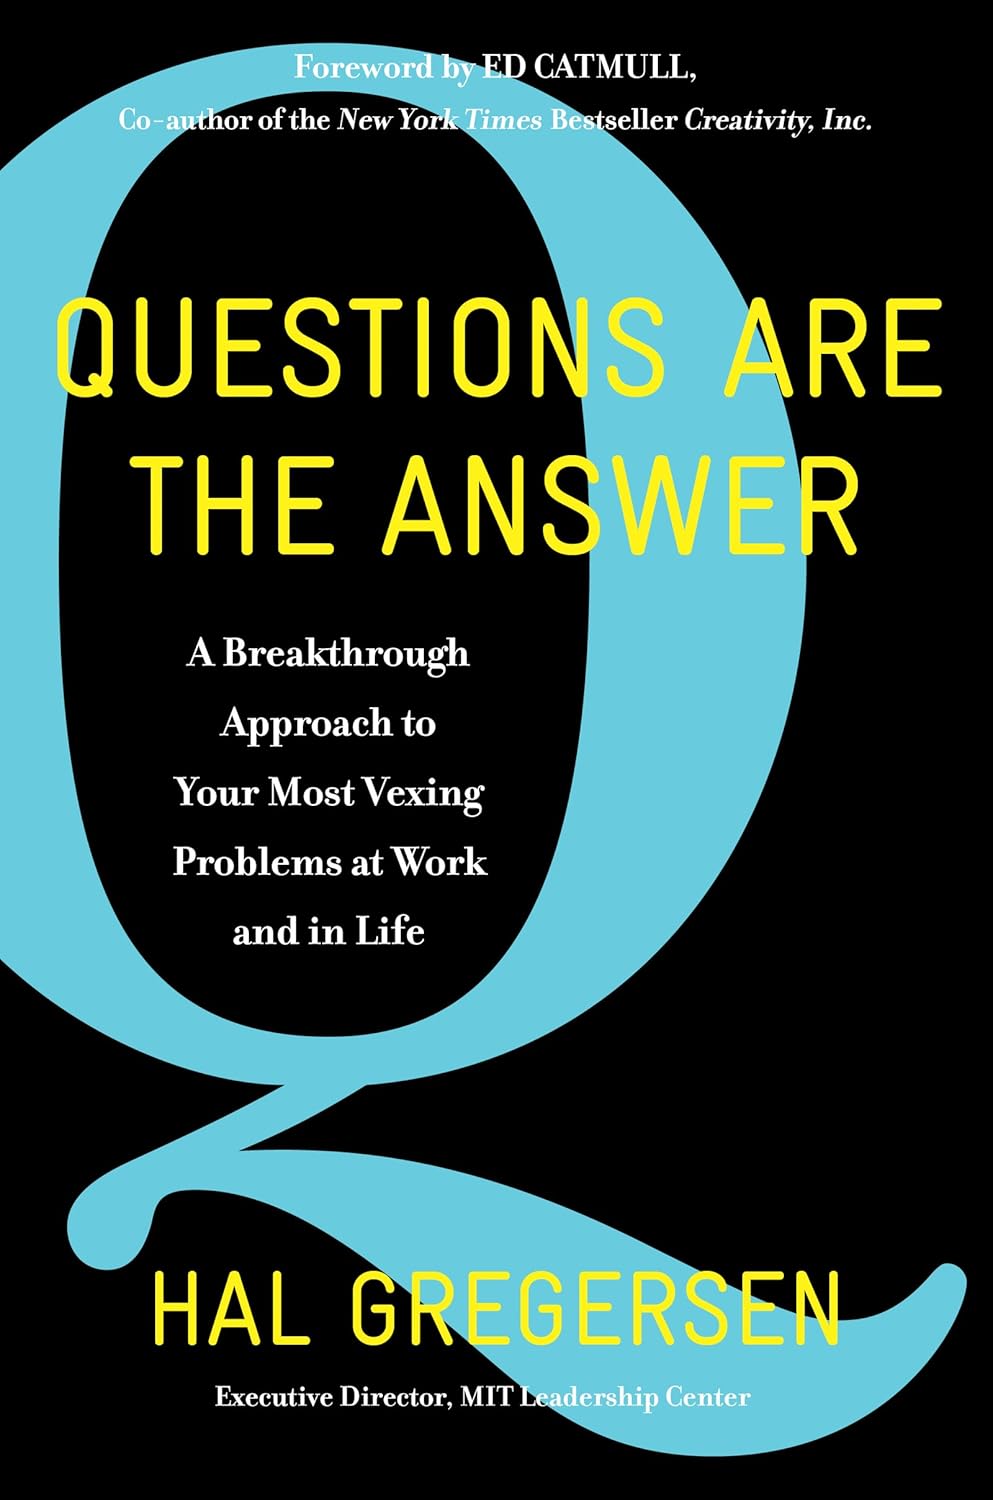 Foreword by ED CATMULL,
Co-author of the New York Times Bestseller Creativity, Inc.
QUESTIONS ARE
THE ANSWER
A Breakthrough
Approach to
Your Most Vexing
Problems at Work
and in Life
HAL GREGERSEN
Executive Director, MIT Leadership Center